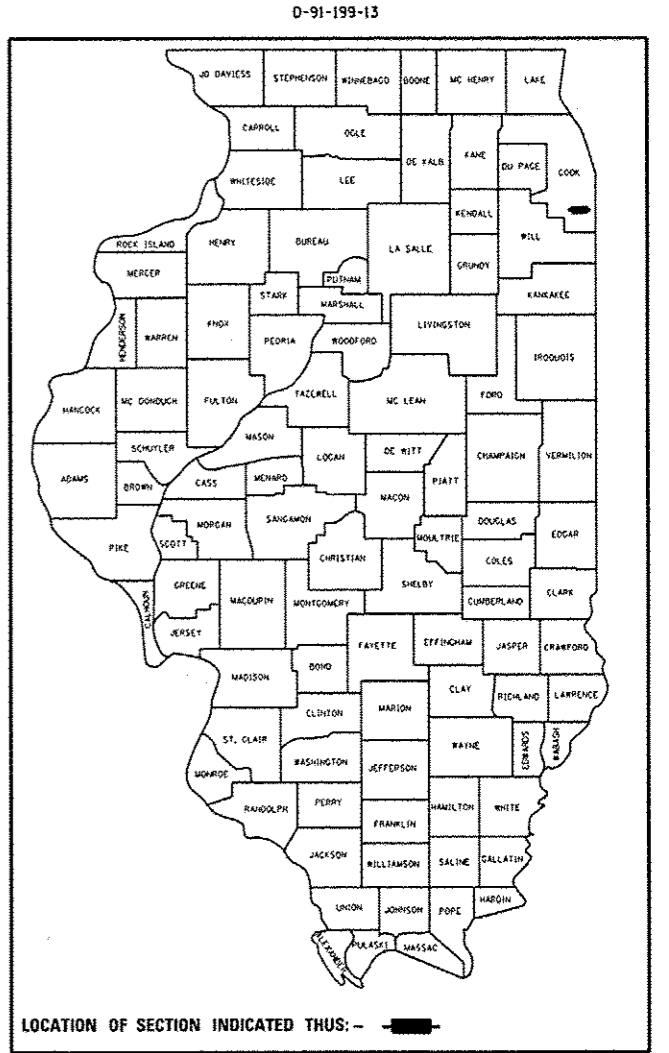 D-91-199-13
JO DAVIESS STEPHENSON WINNEBAGO BOONE MC HENRY LAKE
CARROLL OGLE DE KALB KANE DU PAGE COOK
WHITESIDE LEE
KENDALL WILL
ROCK ISLAND HENRY BUREAU LA SALLE GRUNDY
MERCER PUTNAM KANKAKEE
HENDERSON WARREN KNOX STARK MARSHALL LIVINGSTON
PEORIA WOODFORD IROQUOIS
HANCOCK MC DONOUGH FULTON TAZEWELL MC LEAN FORD
SCHUYLER MASON LOGAN DE WITT CHAMPAIGN VERMILION
ADAMS BROWN CASS MENARD MACON PIATT
MORGAN SANGAMON DOUGLAS EDGAR
PIKE SCOTT CHRISTIAN MOULTRIE COLES
GREENE MACOUPIN MONTGOMERY SHELBY CUMBERLAND CLARK
CALHOUN JERSEY FAYETTE EFFINGHAM JASPER CRAWFORD
MADISON BOND CLAY RICHLAND LAWRENCE
CLINTON MARION
ST. CLAIR WASHINGTON JEFFERSON WAYNE EDWARDS WABASH
MONROE
RANDOLPH PERRY HAMILTON WHITE
FRANKLIN
JACKSON WILLIAMSON SALINE GALLATIN
UNION JOHNSON POPE HARDIN
ALEXANDER PULASKI MASSAC
LOCATION OF SECTION INDICATED THUS: -